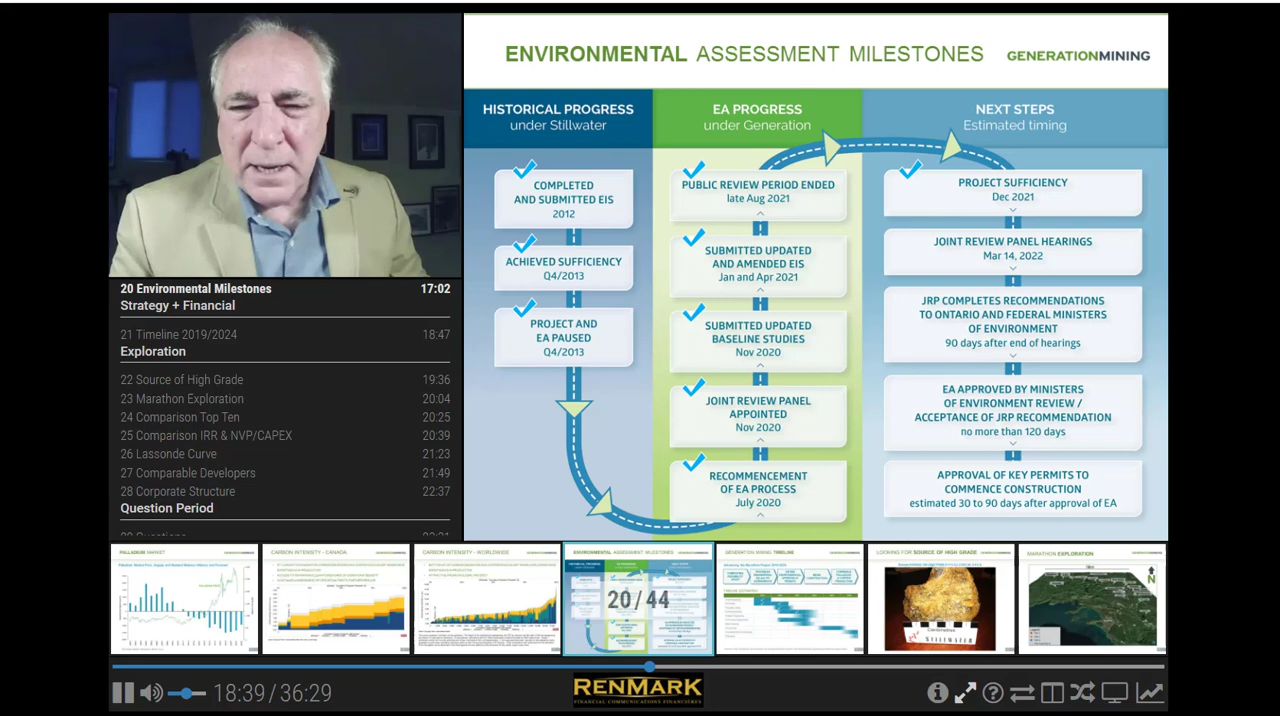 ENVIRONMENTAL ASSESSMENT MILESTONES
GENERATIONMINING
HISTORICAL PROGRESS
under Stillwater
COMPLETED
AND SUBMITTED EIS
2012
ACHIEVED SUFFICIENCY
Q4/2013
PROJECT AND
EA PAUSED
Q4/2013
EA PROGRESS
under Generation
PUBLIC REVIEW PERIOD ENDED
late Aug 2021
SUBMITTED UPDATED
AND AMENDED EIS
Jan and Apr 2021
SUBMITTED UPDATED
BASELINE STUDIES
Nov 2020
JOINT REVIEW PANEL
APPOINTED
Nov 2020
RECOMMENCEMENT
OF EA PROCESS
July 2020
NEXT STEPS
Estimated timing
PROJECT SUFFICIENCY
Dec 2021
JOINT REVIEW PANEL HEARINGS
Mar 14, 2022
JRP COMPLETES RECOMMENDATIONS
TO ONTARIO AND FEDERAL MINISTERS
OF ENVIRONMENT
90 days after end of hearings
EA APPROVED BY MINISTERS
OF ENVIRONMENT REVIEW /
ACCEPTANCE OF JRP RECOMMENDATION
no more than 120 days
APPROVAL OF KEY PERMITS TO
COMMENCE CONSTRUCTION
estimated 30 to 90 days after approval of EA
20 Environmental Milestones 17:02
Strategy + Financial
21 Timeline 2019/2024 18:47
Exploration
22 Source of High Grade 19:36
23 Marathon Exploration 20:04
24 Comparison Top Ten 20:25
25 Comparison IRR & NVP/CAPEX 20:39
26 Lassonde Curve 21:23
27 Comparable Developers 21:49
28 Corporate Structure 22:37
Question Period
PALLADIUM MARKET
CARBON INTENSITY - CANADA
CARBON INTENSITY - WORLDWIDE
ENVIRONMENTAL ASSESSMENT MILESTONES
20/44
GENERATION MINING TIMELINE
LOOKING FOR SOURCE OF HIGH GRADE
STILLWATER
MARATHON EXPLORATION
N
18:39/36:29
RENMARK
FINANCIAL COMMUNICATIONS FINANCIÈRES